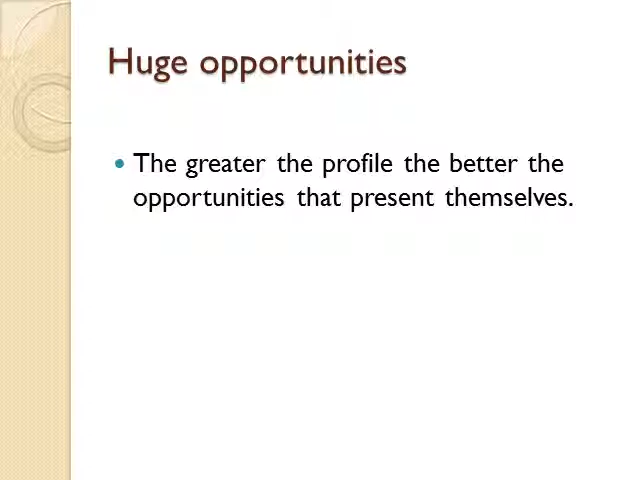 Huge opportunities
The greater the profile the better the
opportunities that present themselves.